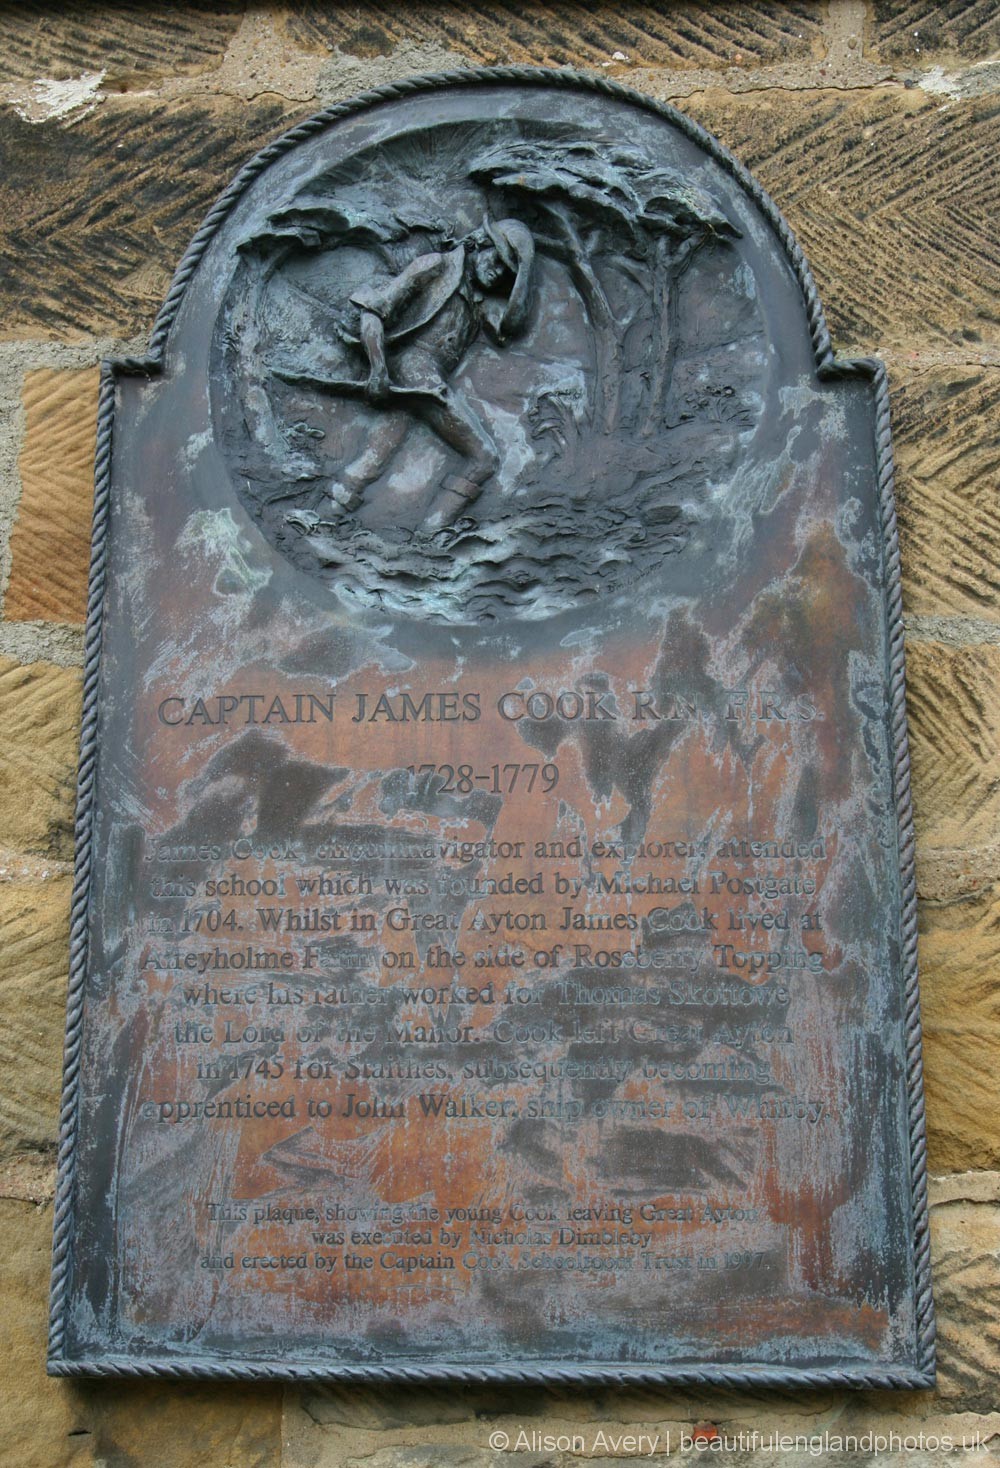 CAPTAIN JAMES COOK R.N. F.R.S.
1728-1779
James Cook, circumnavigator and explorer, attended
this school which was founded by Michael Postgate
in 1704. Whilst in Great Ayton James Cook lived at
Aireyholme Farm on the side of Roseberry Topping
where his father worked for Thomas Skottowe
the Lord of the Manor. Cook left Great Ayton
in 1745 for Staithes, subsequently becoming
apprenticed to John Walker, ship owner of Whitby.
This plaque, showing the young Cook leaving Great Ayton
was executed by Nicholas Dimbleby
and erected by the Captain Cook Schoolroom Trust in 1997.
© Alison Avery | beautifulenglandphotos.uk